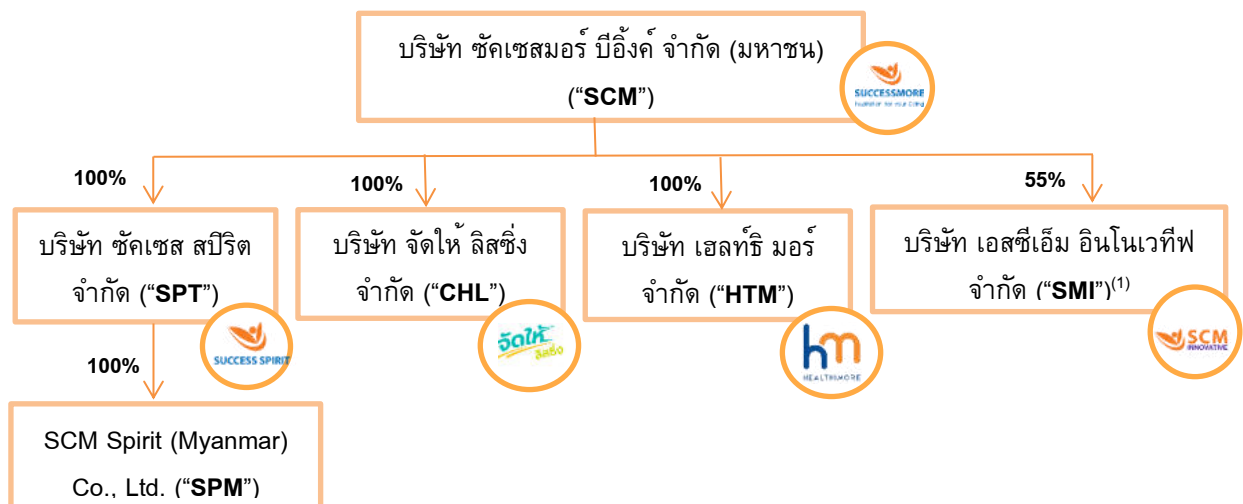 บริษัท ซัคเซสมอร์ บีอิ้งค์ จำกัด (มหาชน)
(“SCM”)
SUCCESSMORE
100%
100%
100%
55%
บริษัท ซัคเซส สปิริต
จำกัด (“SPT”)
SUCCESS SPIRIT
บริษัท จัดให้ ลิสซิ่ง
จำกัด (“CHL”)
จัดให้
ลิสซิ่ง
บริษัท เฮลท์ธิ มอร์
จำกัด (“HTM”)
hm
HEALTHIMORE
บริษัท เอสซีเอ็ม อินโนเวทีฟ
จำกัด (“SMI”)(1)
SCM
INNOVATIVE
100%
SCM Spirit (Myanmar)
Co., Ltd. (“SPM”)